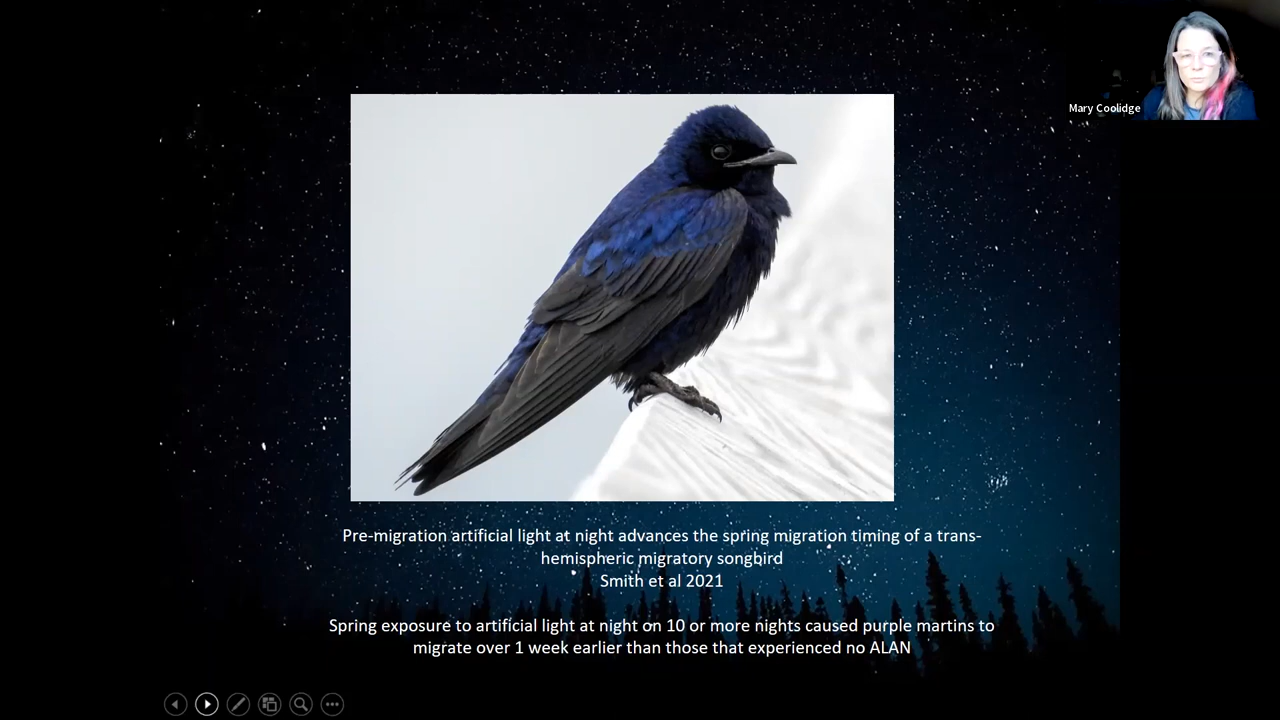 Mary Coolidge
Pre-migration artificial light at night advances the spring migration timing of a trans-
hemispheric migratory songbird
Smith et al 2021
Spring exposure to artificial light at night on 10 or more nights caused purple martins to
migrate over 1 week earlier than those that experienced no ALAN